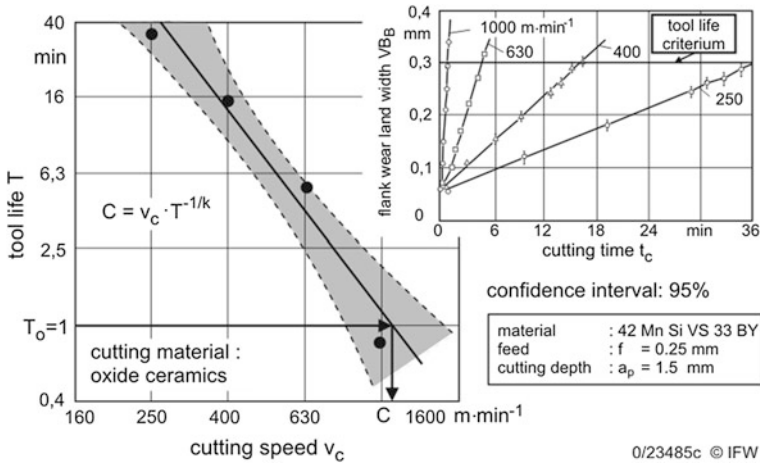 40
min
16
6,3
2,5
T₀=1
0,4
tool life T
C = v_c · T^-1/k
cutting material :
oxide ceramics
160 250 400 630 C 1600 m·min-1
cutting speed v_c
0,4
mm
0,3
0,2
0,1
0
flank wear land width VB_B
1000 m·min-1
630
400
250
tool life
criterium
0 6 12 18 24 min 36
cutting time t_c
confidence interval: 95%
material : 42 Mn Si VS 33 BY
feed : f = 0.25 mm
cutting depth : a_p = 1.5 mm
0/23485c © IFW